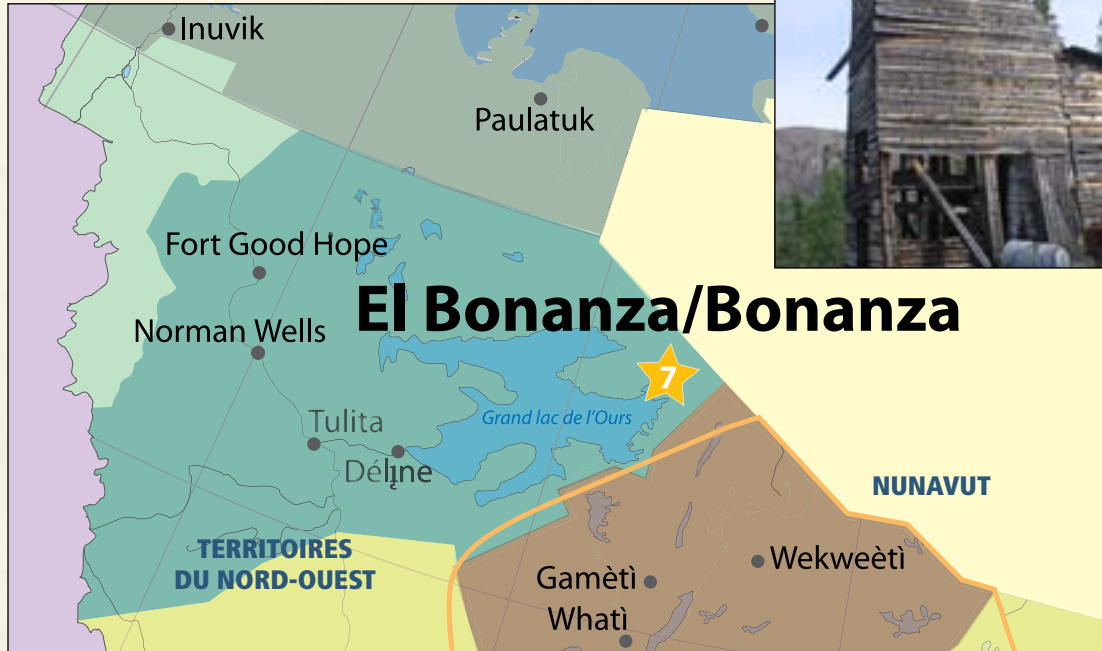 Inuvik
Paulatuk
Fort Good Hope
El Bonanza/Bonanza
Norman Wells
7
Grand lac de l'Ours
Tulita
Délı̨ne
NUNAVUT
TERRITOIRES
DU NORD-OUEST
Wekweètì
Gamètì
Whatì